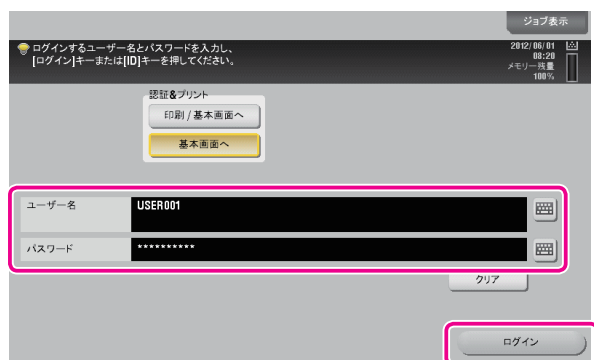 ジョブ表示
ログインするユーザー名とパスワードを入力し、
[ログイン]キーまたは[ID]キーを押してください。
2012/06/01
08:20
メモリー残量
100%
認証&プリント
印刷 / 基本画面へ
基本画面へ
ユーザー名
USER001
パスワード
**********
クリア
ログイン